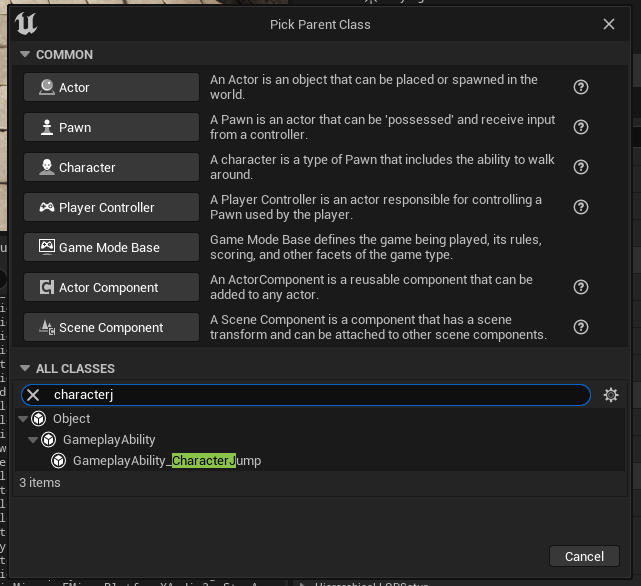 Pick Parent Class
COMMON
Actor
An Actor is an object that can be placed or spawned in the
world.
Pawn
A Pawn is an actor that can be 'possessed' and receive input
from a controller.
Character
A character is a type of Pawn that includes the ability to walk
around.
Player Controller
A Player Controller is an actor responsible for controlling a
Pawn used by the player.
Game Mode Base
Game Mode Base defines the game being played, its rules,
scoring, and other facets of the game type.
Actor Component
An ActorComponent is a reusable component that can be
added to any actor.
Scene Component
A Scene Component is a component that has a scene
transform and can be attached to other scene components.
ALL CLASSES
characterj
Object
GameplayAbility
GameplayAbility_CharacterJump
3 items
Cancel